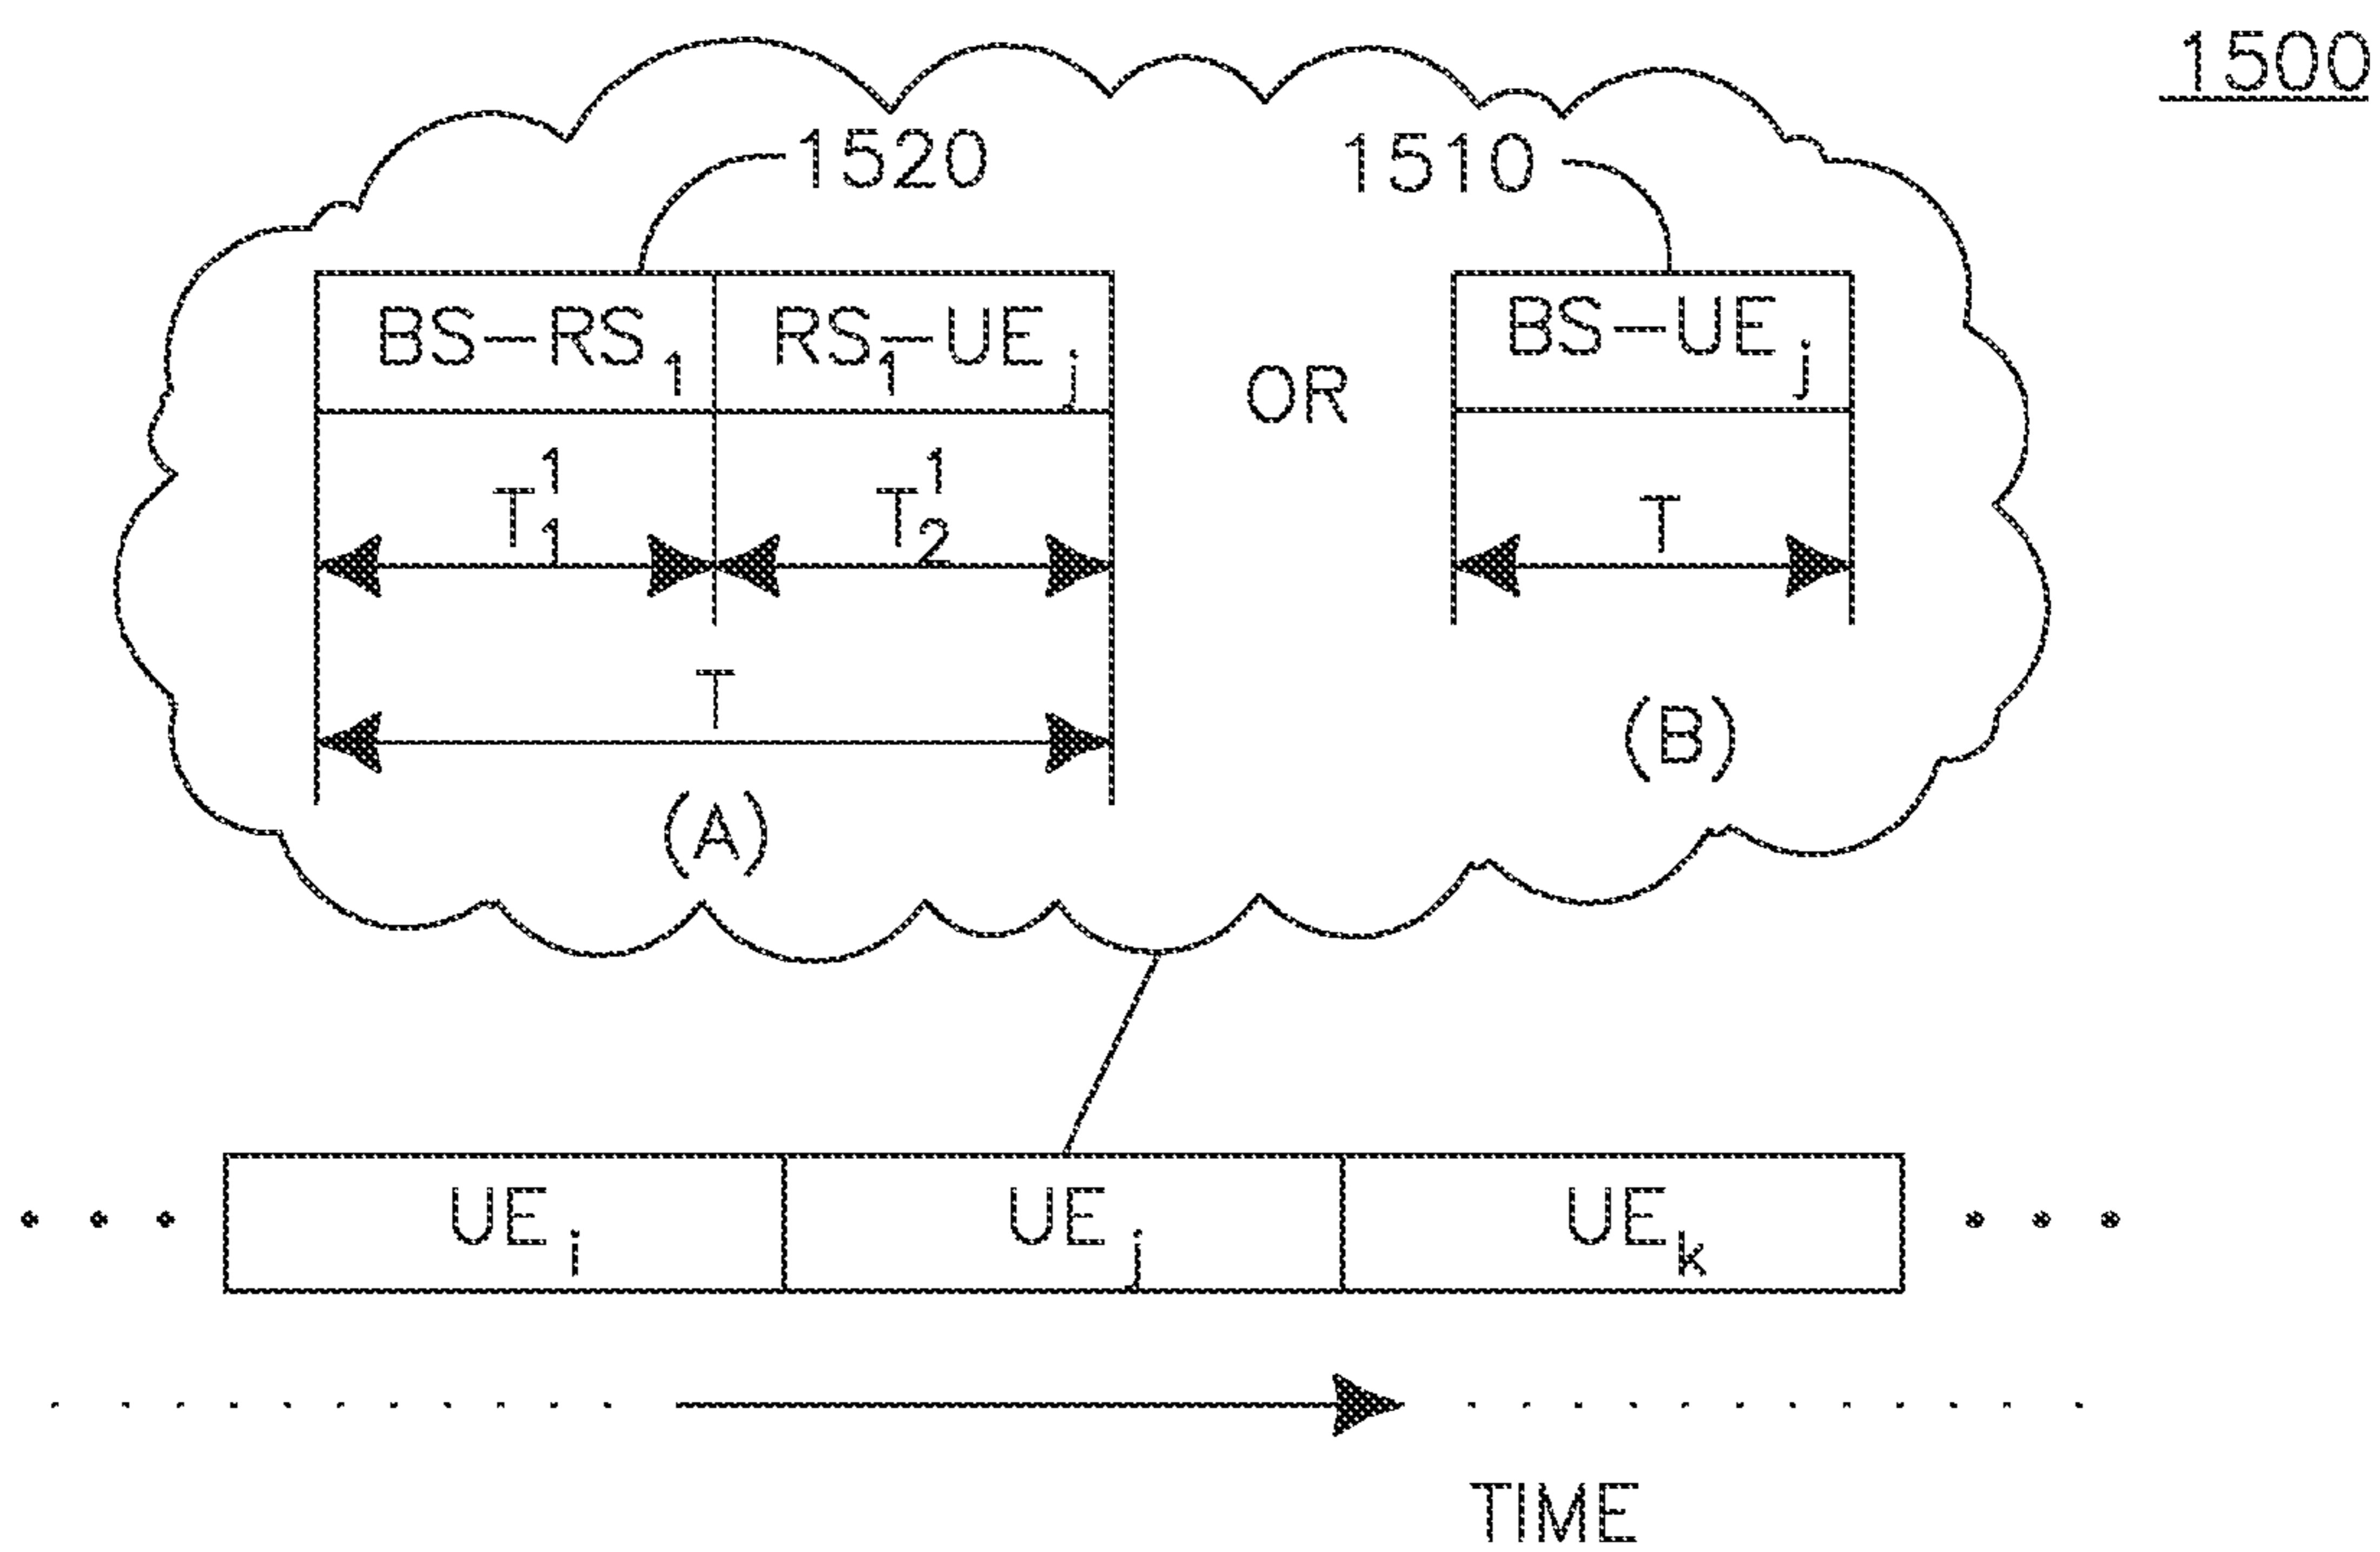 1500
1520 1510
BS-RS₁ RS₁-UEⱼ OR BS-UEⱼ
T₁¹ T₂¹ T
T
(A) (B)
UEᵢ UEⱼ UEₖ
TIME